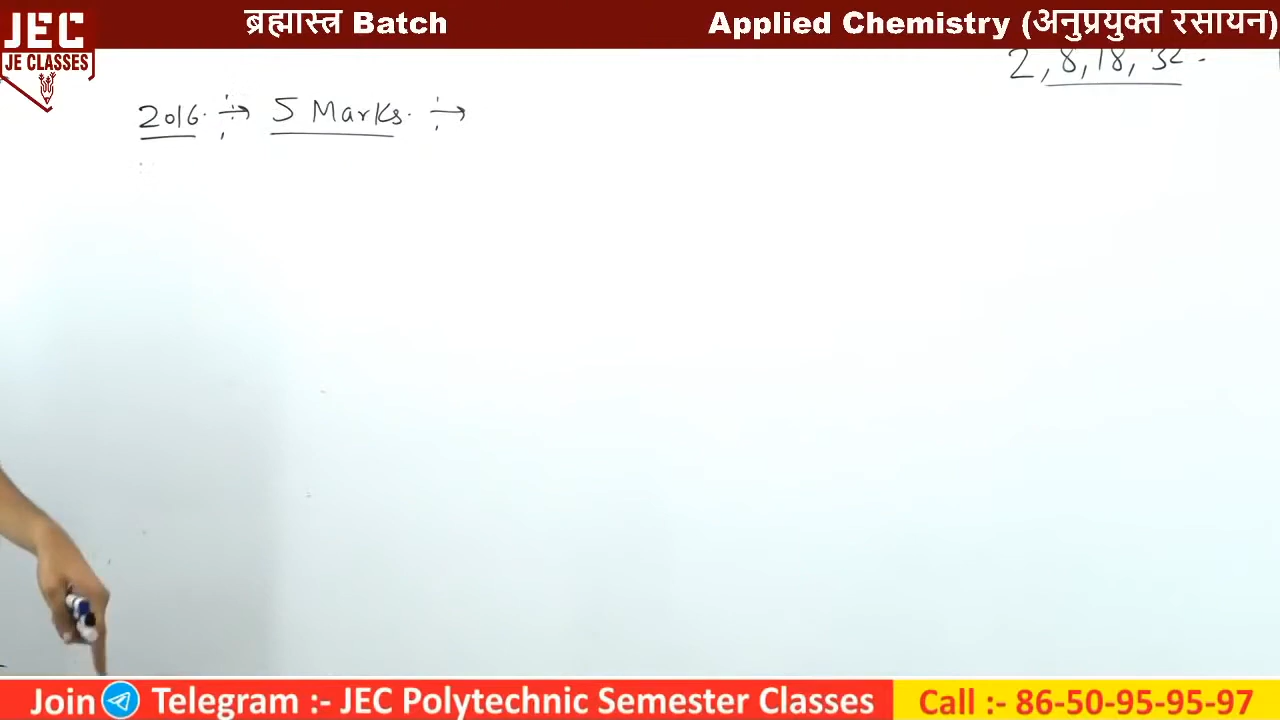 JEC
JE CLASSES
ब्रह्मास्त्र Batch
Applied Chemistry (अनुप्रयुक्त रसायन)
2, 8, 18, 32
2016. → 5 Marks. →
Join Telegram :- JEC Polytechnic Semester Classes
Call :- 86-50-95-95-97